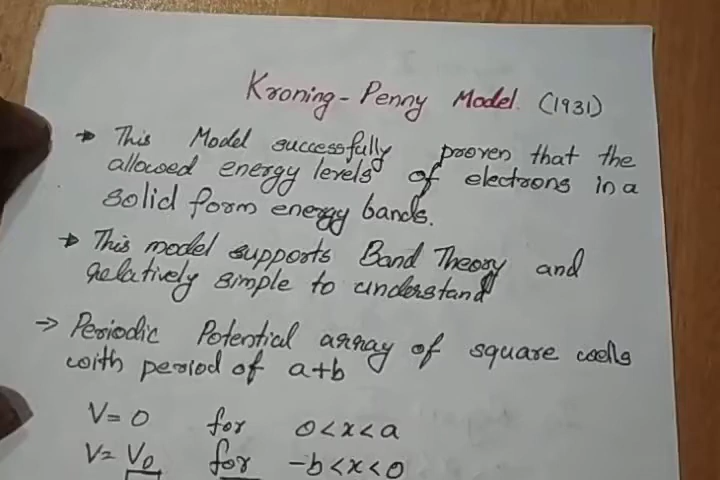 Kroning - Penny Model. (1931)
→ This Model successfully proven that the
allowed energy levels of electrons in a
solid form energy bands.
→ This model supports Band Theory and
relatively simple to understand
→ Periodic Potential array of square wells
with period of a+b
V=0 for 0<x<a
V=V₀ for -b<x<0